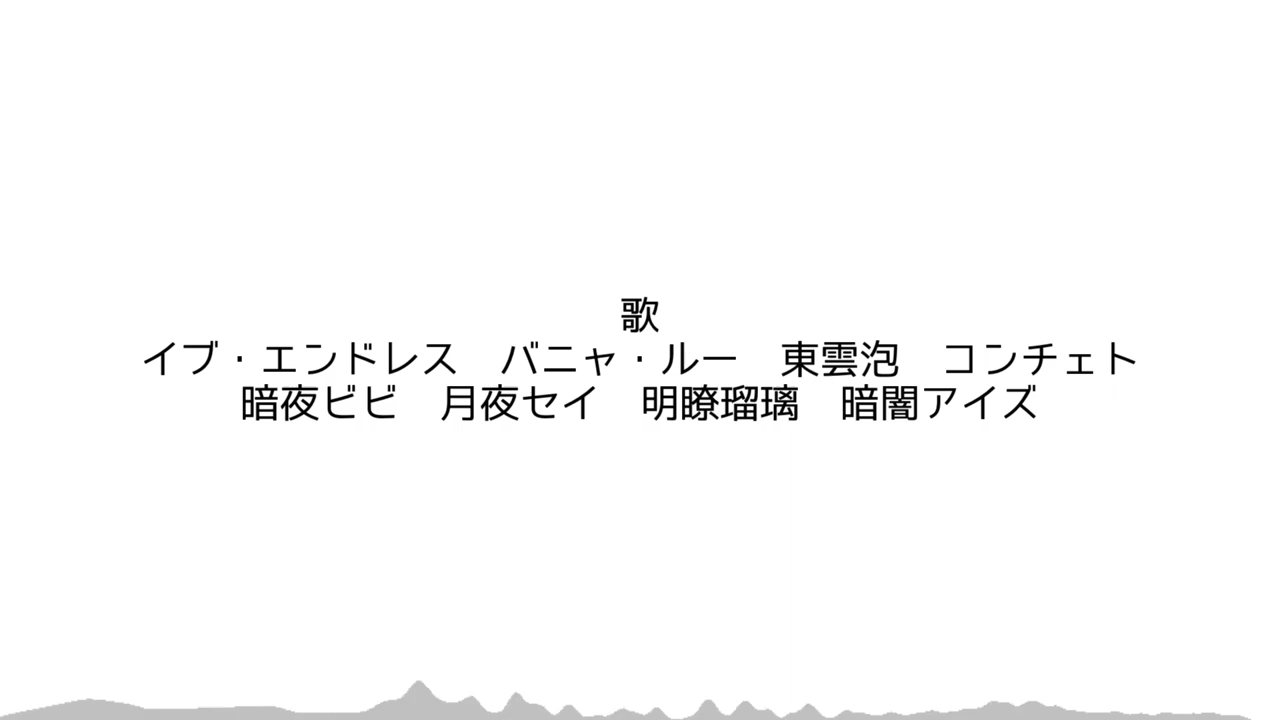 歌
イブ・エンドレス　バニャ・ルー　東雲泡　コンチェト
暗夜ビビ　月夜セイ　明瞭瑠璃　暗闇アイズ